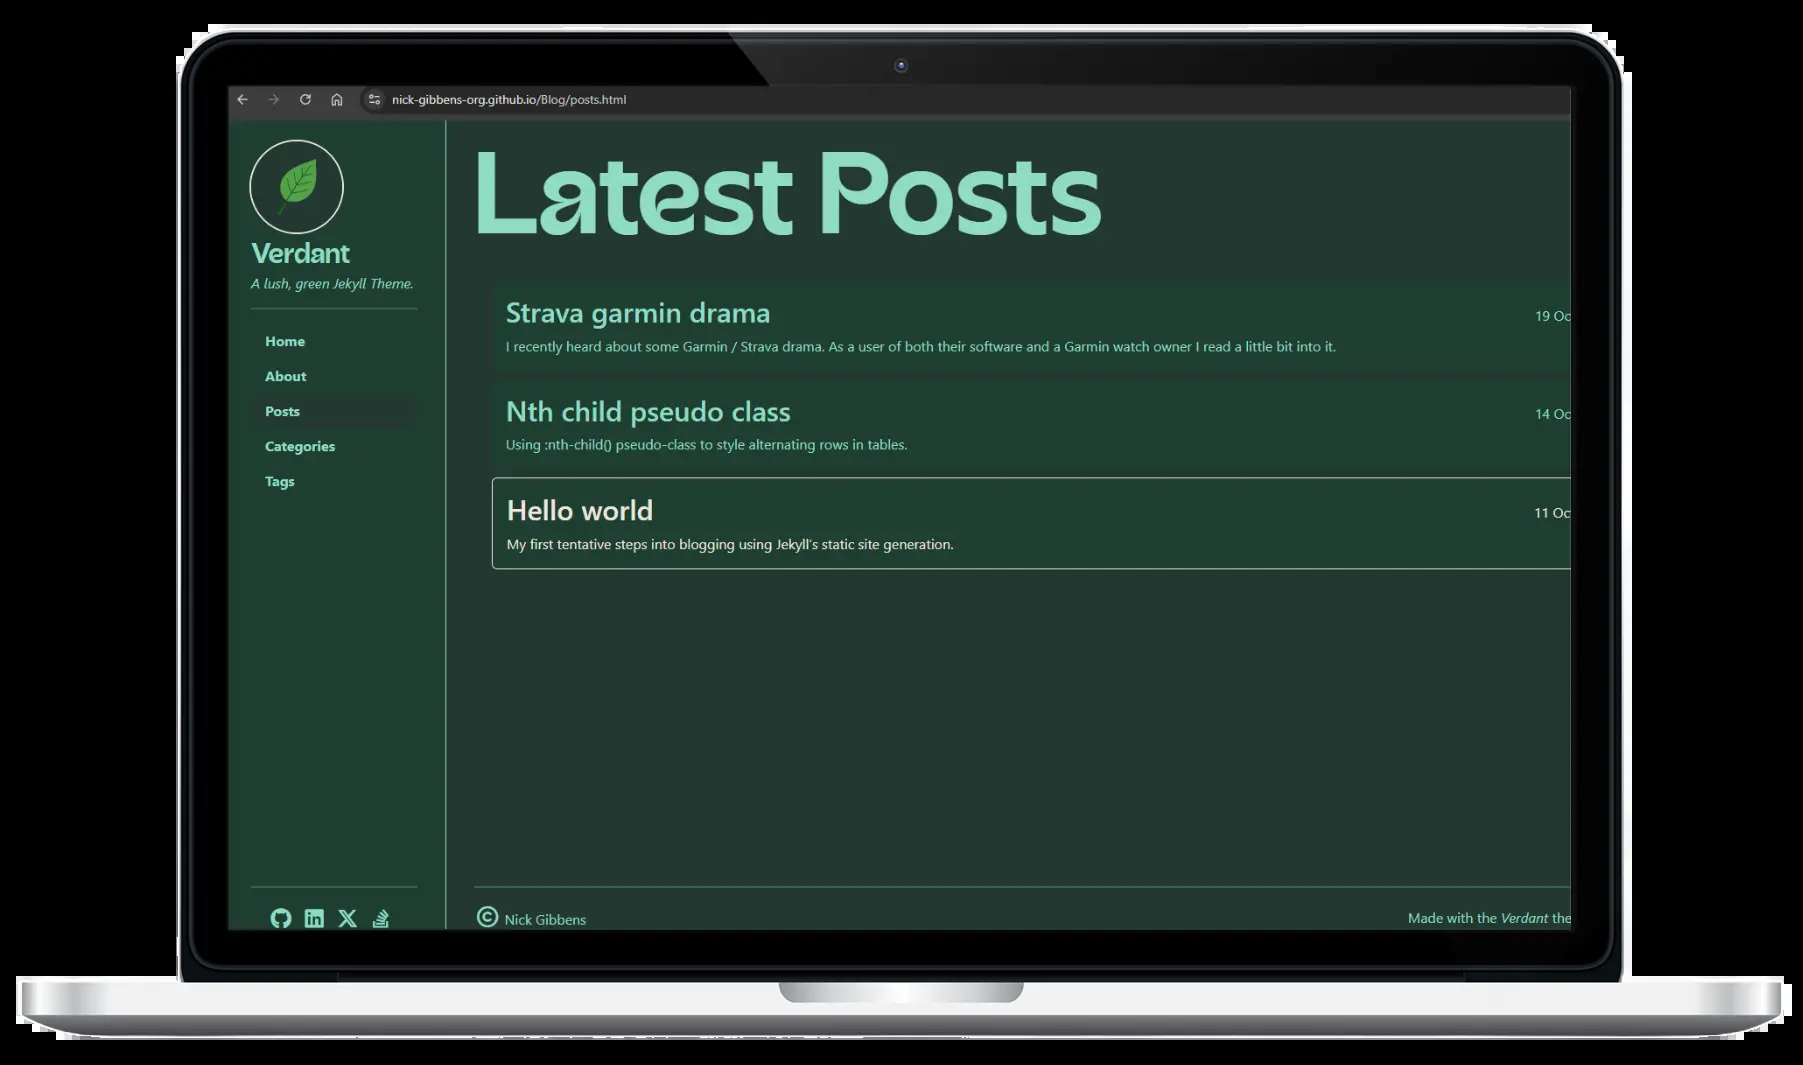 nick-gibbens-org.github.io/Blog/posts.html
Verdant
A lush, green Jekyll Theme.
Home
About
Posts
Categories
Tags
Latest Posts
Strava garmin drama
19 Oc
I recently heard about some Garmin / Strava drama. As a user of both their software and a Garmin watch owner I read a little bit into it.
Nth child pseudo class
14 Oc
Using :nth-child() pseudo-class to style alternating rows in tables.
Hello world
11 Oc
My first tentative steps into blogging using Jekyll's static site generation.
in
© Nick Gibbens
Made with the Verdant the